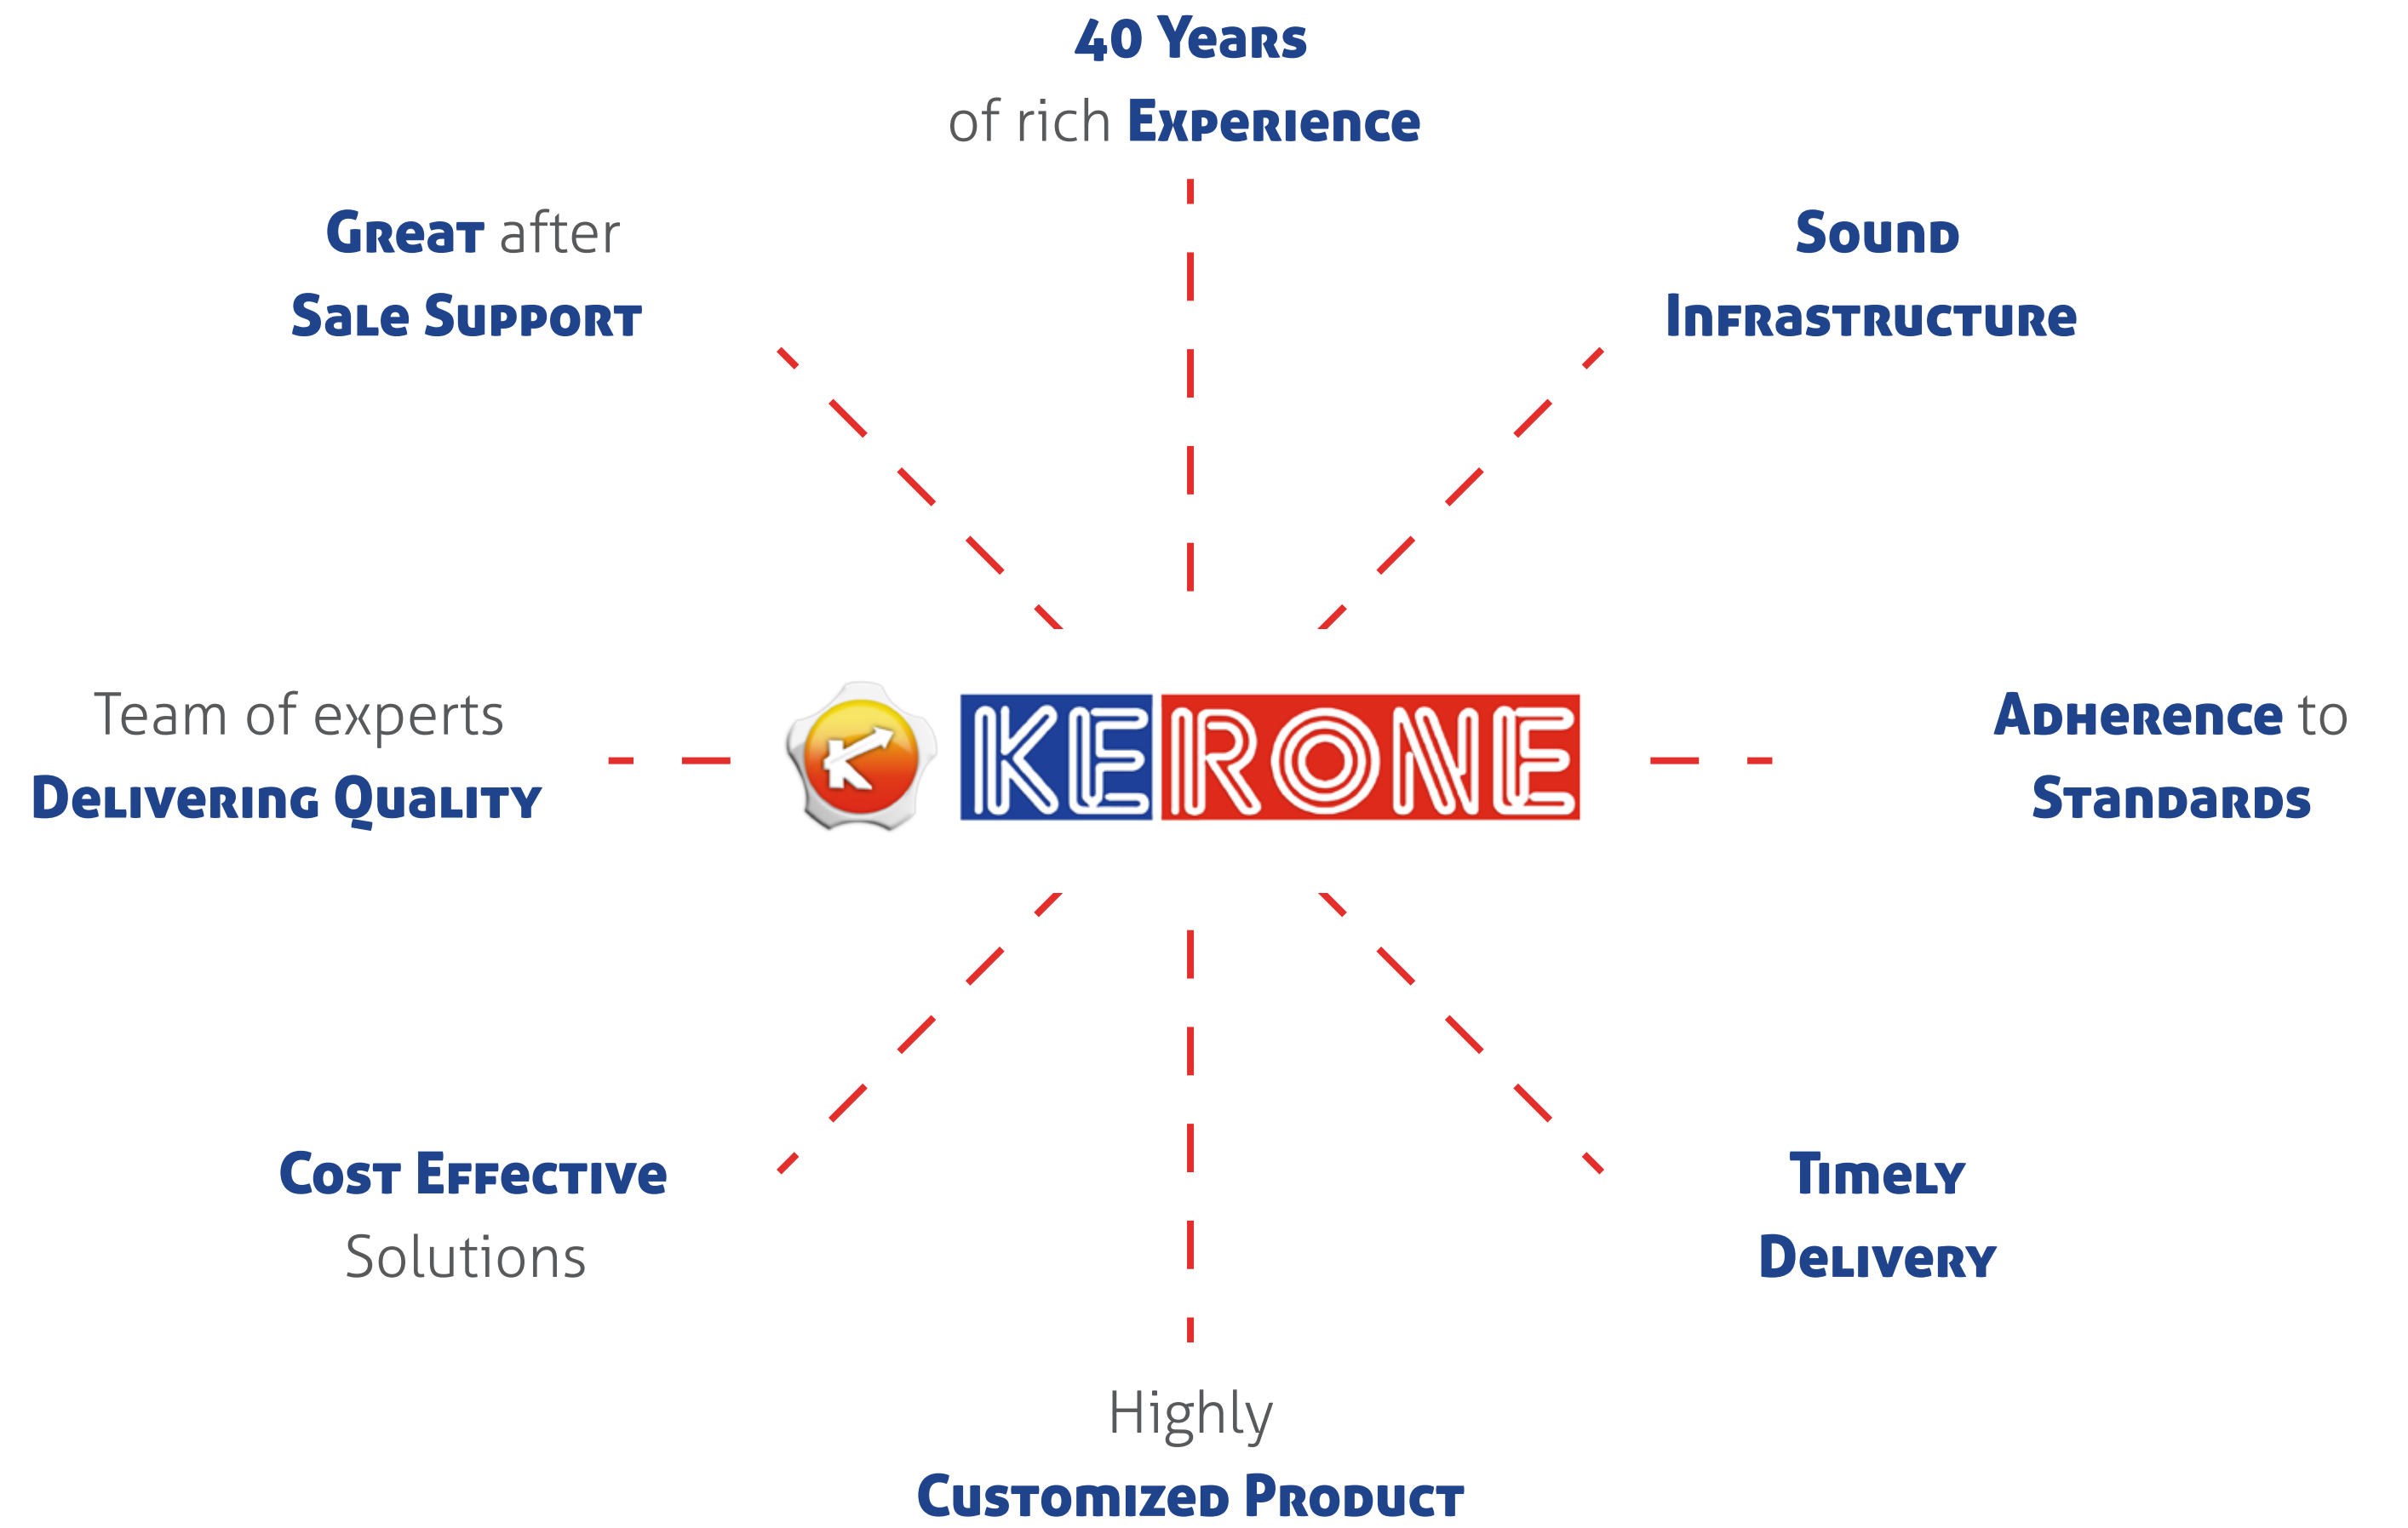 40 Years
of rich Experience
Great after
Sale Support
Sound
Infrastructure
Team of experts
Delivering Quality
K KERONE
Adherence to
Standards
Cost Effective
Solutions
Timely
Delivery
Highly
Customized Product